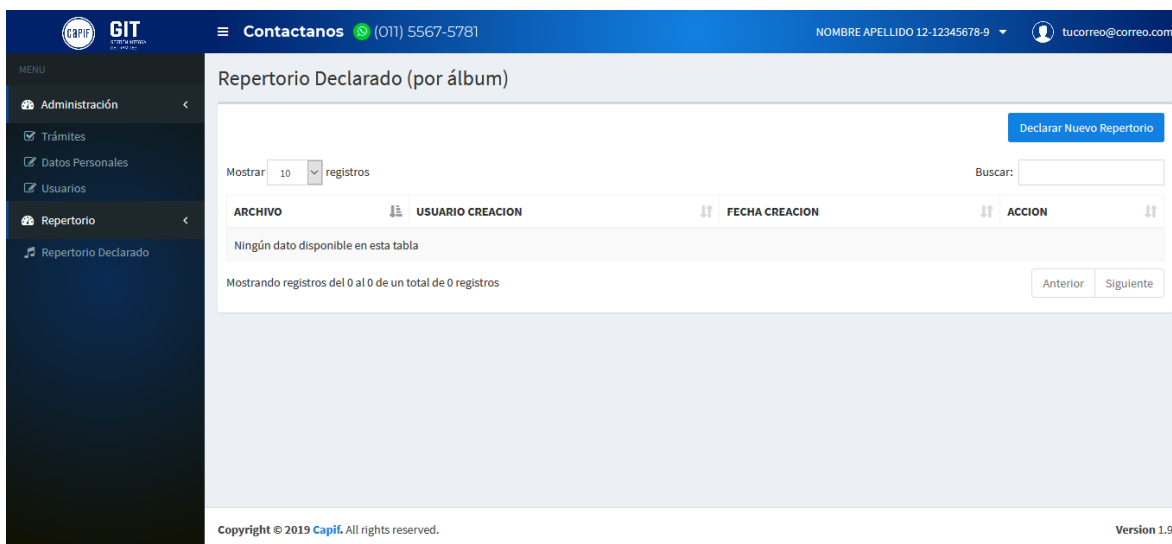 CAPIF GIT
Contactanos (011) 5567-5781 NOMBRE APELLIDO 12-12345678-9 tucorreo@correo.com
MENU
Administración
Trámites
Datos Personales
Usuarios
Repertorio
Repertorio Declarado
Repertorio Declarado (por álbum)
Declarar Nuevo Repertorio
Mostrar 10 registros Buscar:
ARCHIVO USUARIO CREACION FECHA CREACION ACCION
Ningún dato disponible en esta tabla
Mostrando registros del 0 al 0 de un total de 0 registros
Anterior Siguiente
Copyright © 2019 Capif. All rights reserved. Version 1.9